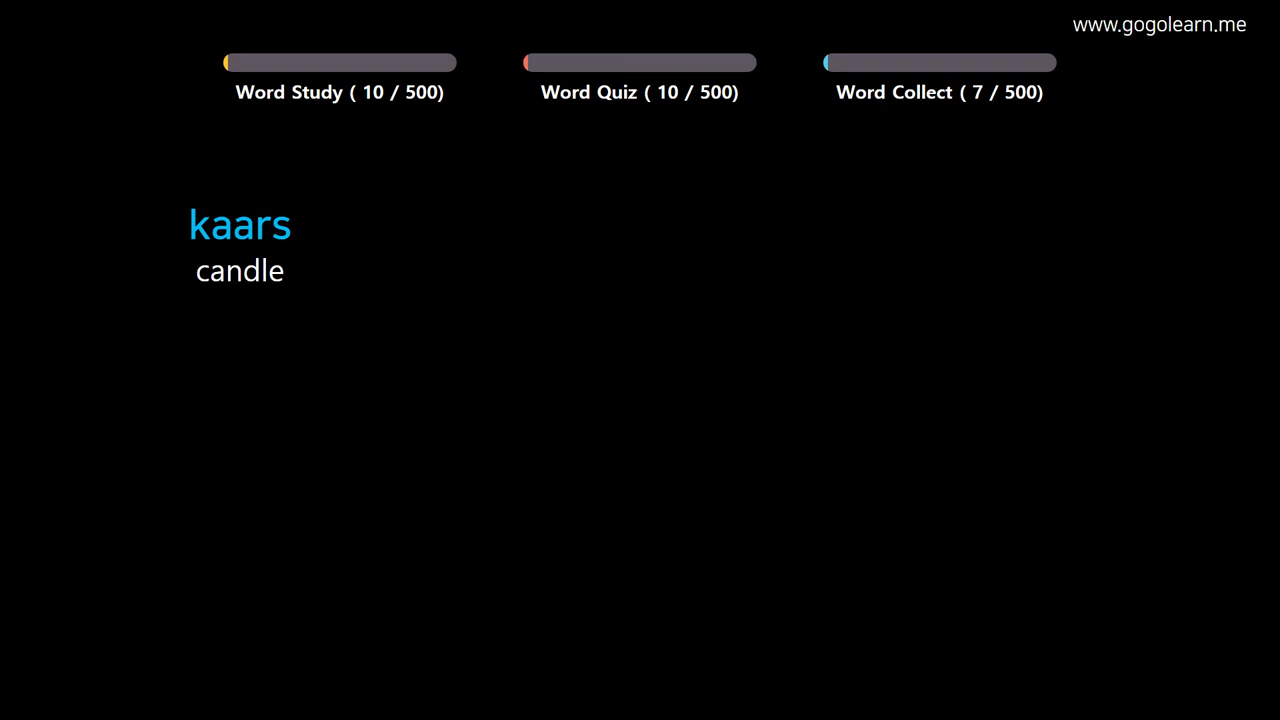 www.gogolearn.me
Word Study ( 10 / 500)
Word Quiz ( 10 / 500)
Word Collect ( 7 / 500)
kaars
candle